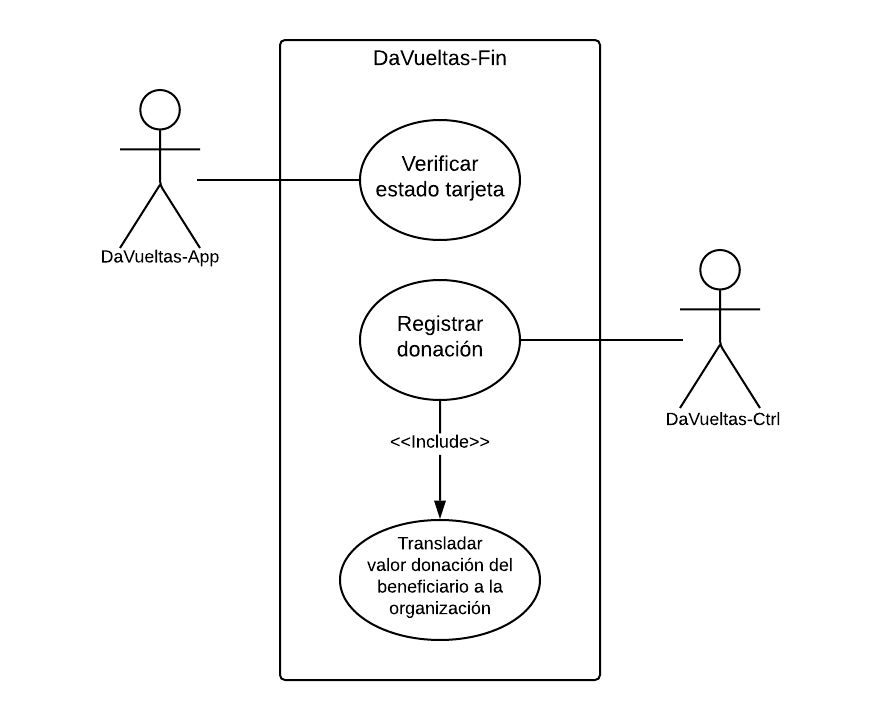 DaVueltas-Fin
Verificar
estado tarjeta
DaVueltas-App
Registrar
donación
DaVueltas-Ctrl
<<Include>>
Transladar
valor donación del
beneficiario a la
organización